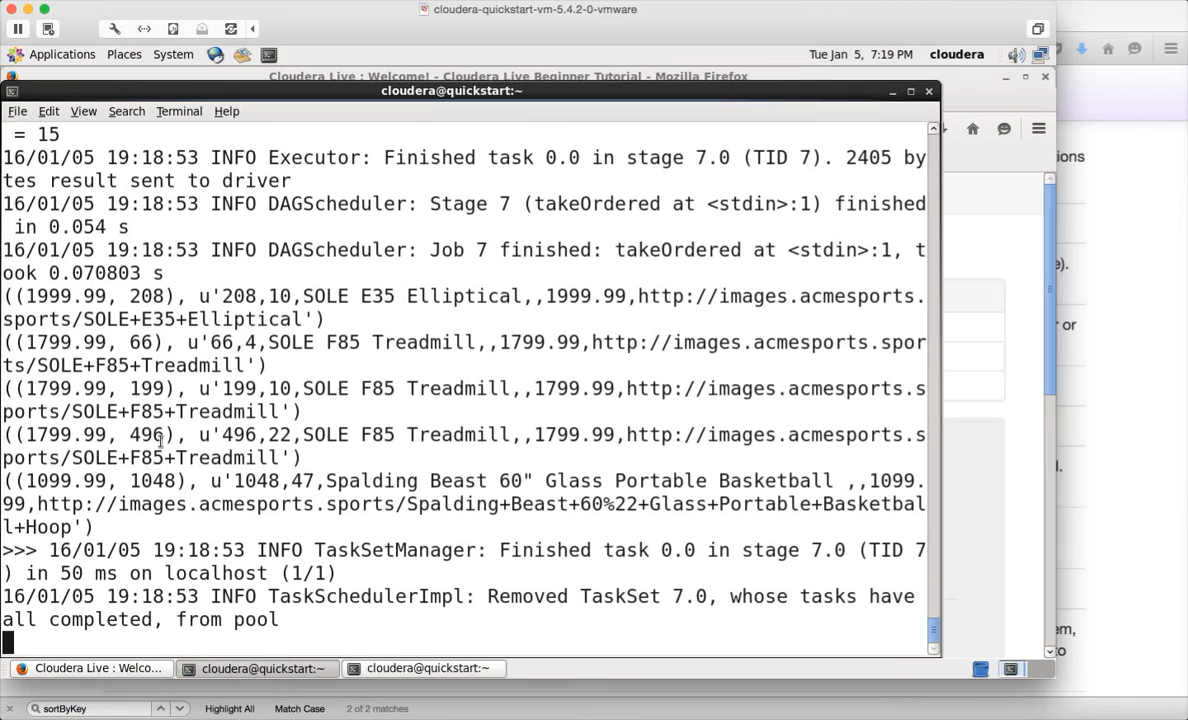 cloudera-quickstart-vm-5.4.2-0-vmware
Applications Places System
Tue Jan 5, 7:19 PM cloudera
Cloudera Live : Welcome! - Cloudera Live Beginner Tutorial - Mozilla Firefox
cloudera@quickstart:~
File Edit View Search Terminal Help
= 15
16/01/05 19:18:53 INFO Executor: Finished task 0.0 in stage 7.0 (TID 7). 2405 by
tes result sent to driver
16/01/05 19:18:53 INFO DAGScheduler: Stage 7 (takeOrdered at <stdin>:1) finished
in 0.054 s
16/01/05 19:18:53 INFO DAGScheduler: Job 7 finished: takeOrdered at <stdin>:1, t
ook 0.070803 s
((1999.99, 208), u'208,10,SOLE E35 Elliptical,,1999.99,http://images.acmesports.
sports/SOLE+E35+Elliptical')
((1799.99, 66), u'66,4,SOLE F85 Treadmill,,1799.99,http://images.acmesports.spor
ts/SOLE+F85+Treadmill')
((1799.99, 199), u'199,10,SOLE F85 Treadmill,,1799.99,http://images.acmesports.s
ports/SOLE+F85+Treadmill')
((1799.99, 496), u'496,22,SOLE F85 Treadmill,,1799.99,http://images.acmesports.s
ports/SOLE+F85+Treadmill')
((1099.99, 1048), u'1048,47,Spalding Beast 60" Glass Portable Basketball ,,1099.
99,http://images.acmesports.sports/Spalding+Beast+60%22+Glass+Portable+Basketbal
l+Hoop')
>>> 16/01/05 19:18:53 INFO TaskSetManager: Finished task 0.0 in stage 7.0 (TID 7
) in 50 ms on localhost (1/1)
16/01/05 19:18:53 INFO TaskSchedulerImpl: Removed TaskSet 7.0, whose tasks have
all completed, from pool
ions
e).
or
l.
em,
to
Cloudera Live : Welco... cloudera@quickstart:~ cloudera@quickstart:~
sortByKey Highlight All Match Case 2 of 2 matches